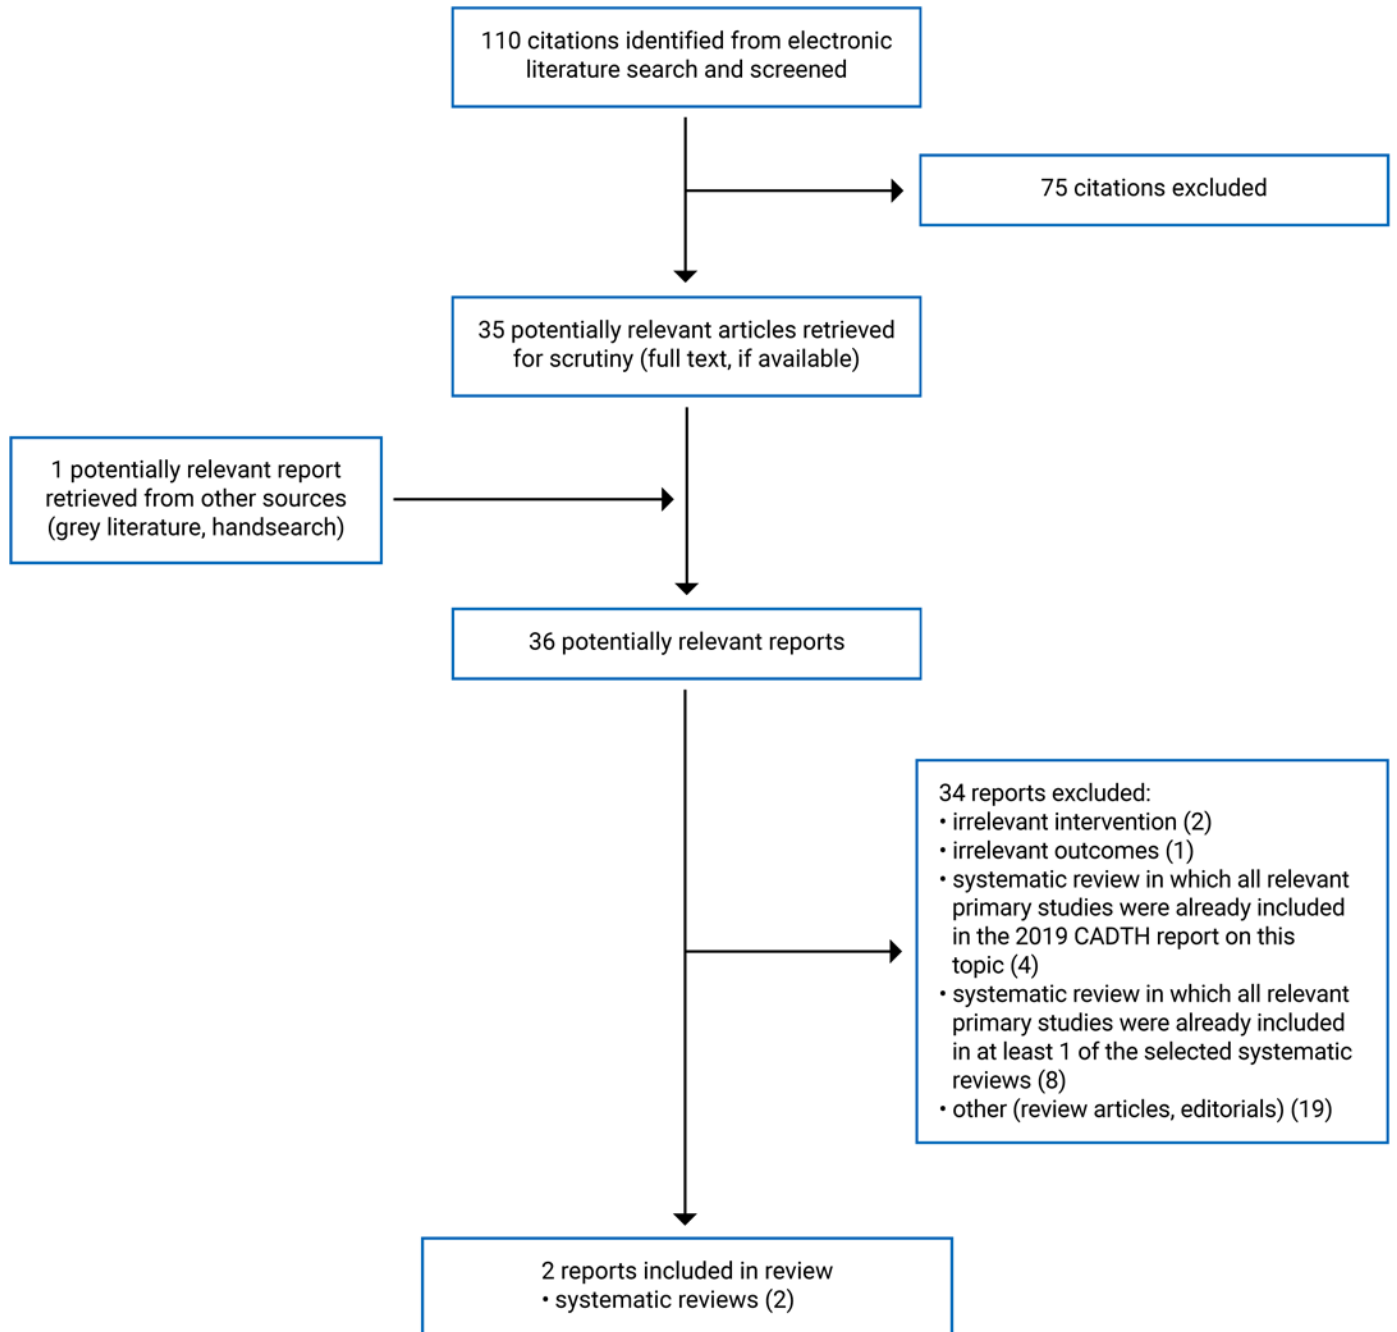 110 citations identified from electronic
literature search and screened
75 citations excluded
35 potentially relevant articles retrieved
for scrutiny (full text, if available)
1 potentially relevant report
retrieved from other sources
(grey literature, handsearch)
36 potentially relevant reports
34 reports excluded:
• irrelevant intervention (2)
• irrelevant outcomes (1)
• systematic review in which all relevant
primary studies were already included
in the 2019 CADTH report on this
topic (4)
• systematic review in which all relevant
primary studies were already included
in at least 1 of the selected systematic
reviews (8)
• other (review articles, editorials) (19)
2 reports included in review
• systematic reviews (2)